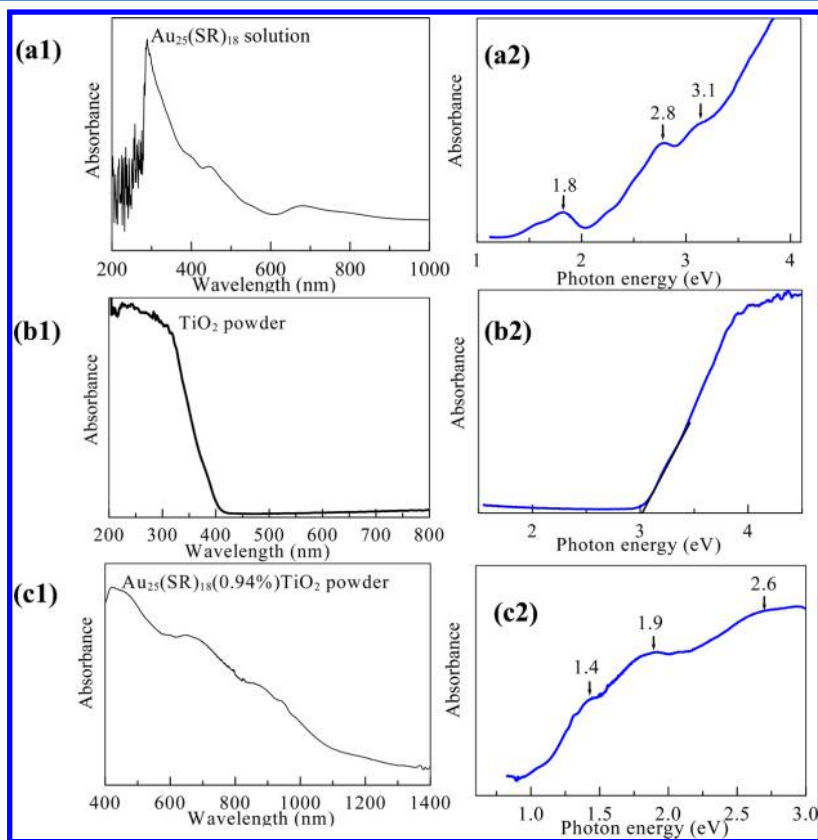 (a1)
Au₂₅(SR)₁₈ solution
Absorbance
200 400 600 800 1000
Wavelength (nm)
(a2)
1.8
2.8
3.1
Absorbance
1 2 3 4
Photon energy (eV)
(b1)
TiO₂ powder
Absorbance
200 300 400 500 600 700 800
Wavelength (nm)
(b2)
Absorbance
2 3 4
Photon energy (eV)
(c1)
Au₂₅(SR)₁₈(0.94%)TiO₂ powder
Absorbance
400 600 800 1000 1200 1400
Wavelength (nm)
(c2)
1.4
1.9
2.6
Absorbance
1.0 1.5 2.0 2.5 3.0
Photon energy (eV)